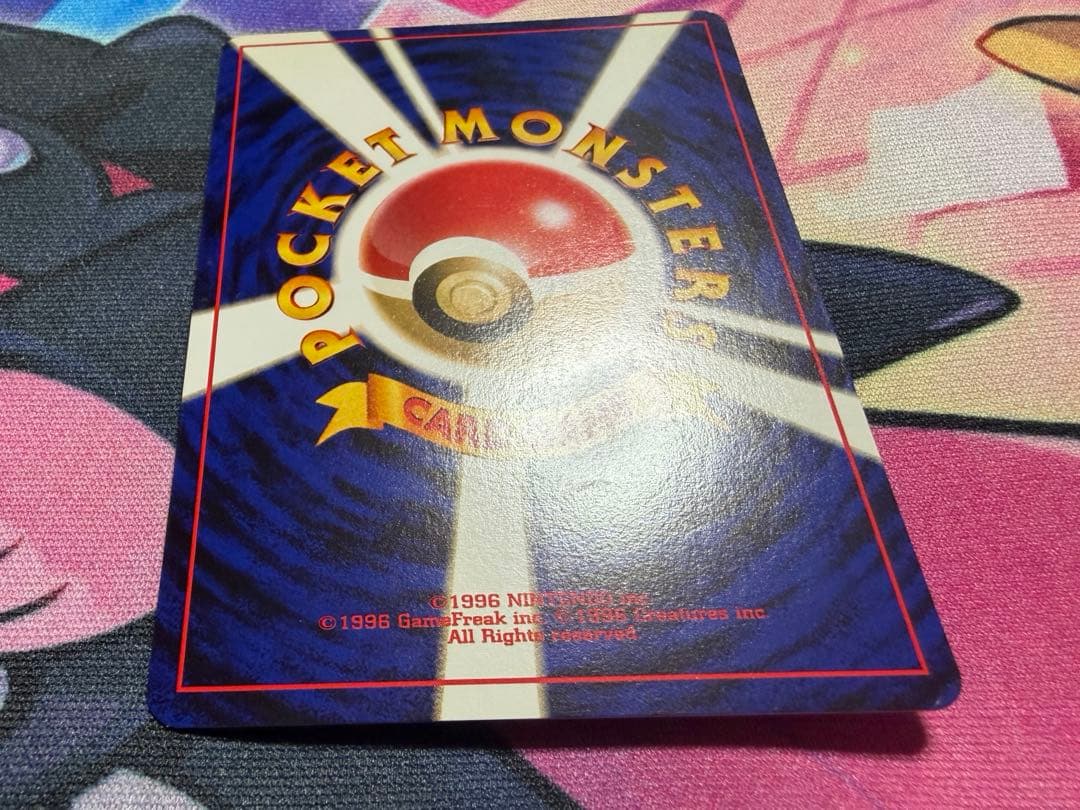 POCKET MONSTERS
©1996 NINTENDO, inc.
©1996 GameFreak inc. ©1996 Creatures inc.
All Rights reserved.